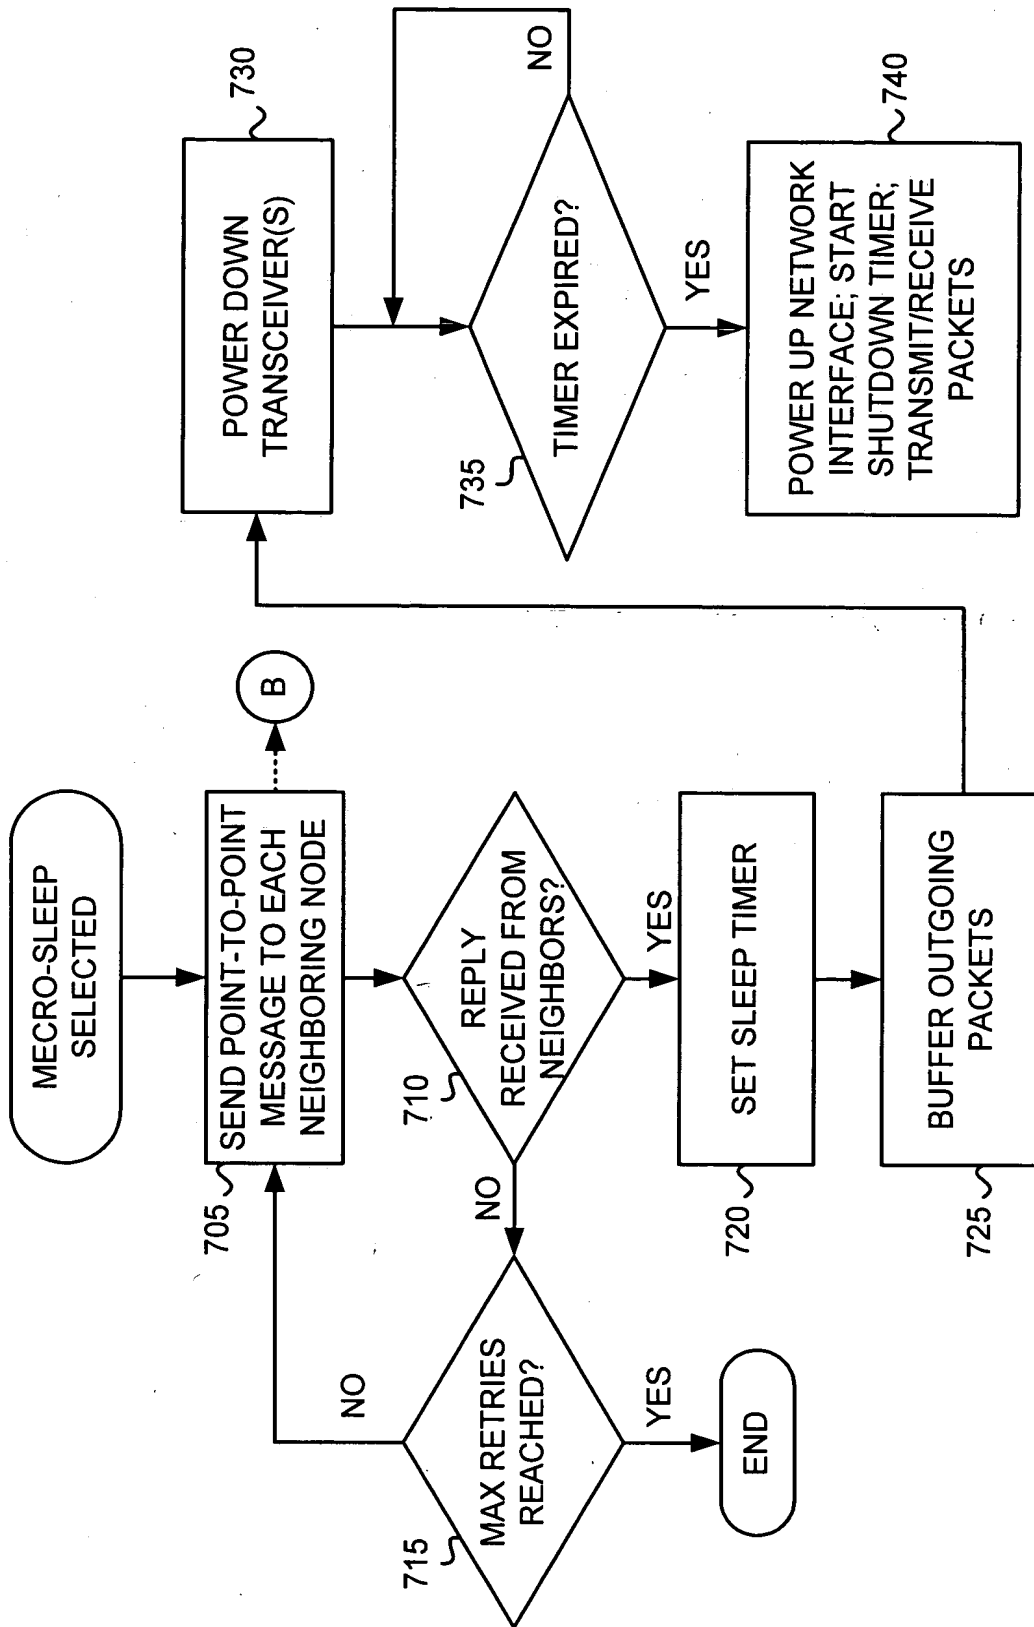 MECRO-SLEEP
SELECTED
705
SEND POINT-TO-POINT
MESSAGE TO EACH
NEIGHBORING NODE
B
710
REPLY
RECEIVED FROM
NEIGHBORS?
NO
YES
715
MAX RETRIES
REACHED?
NO
YES
END
720
SET SLEEP TIMER
725
BUFFER OUTGOING
PACKETS
730
POWER DOWN
TRANSCEIVER(S)
735
TIMER EXPIRED?
NO
YES
740
POWER UP NETWORK
INTERFACE; START
SHUTDOWN TIMER;
TRANSMIT/RECEIVE
PACKETS